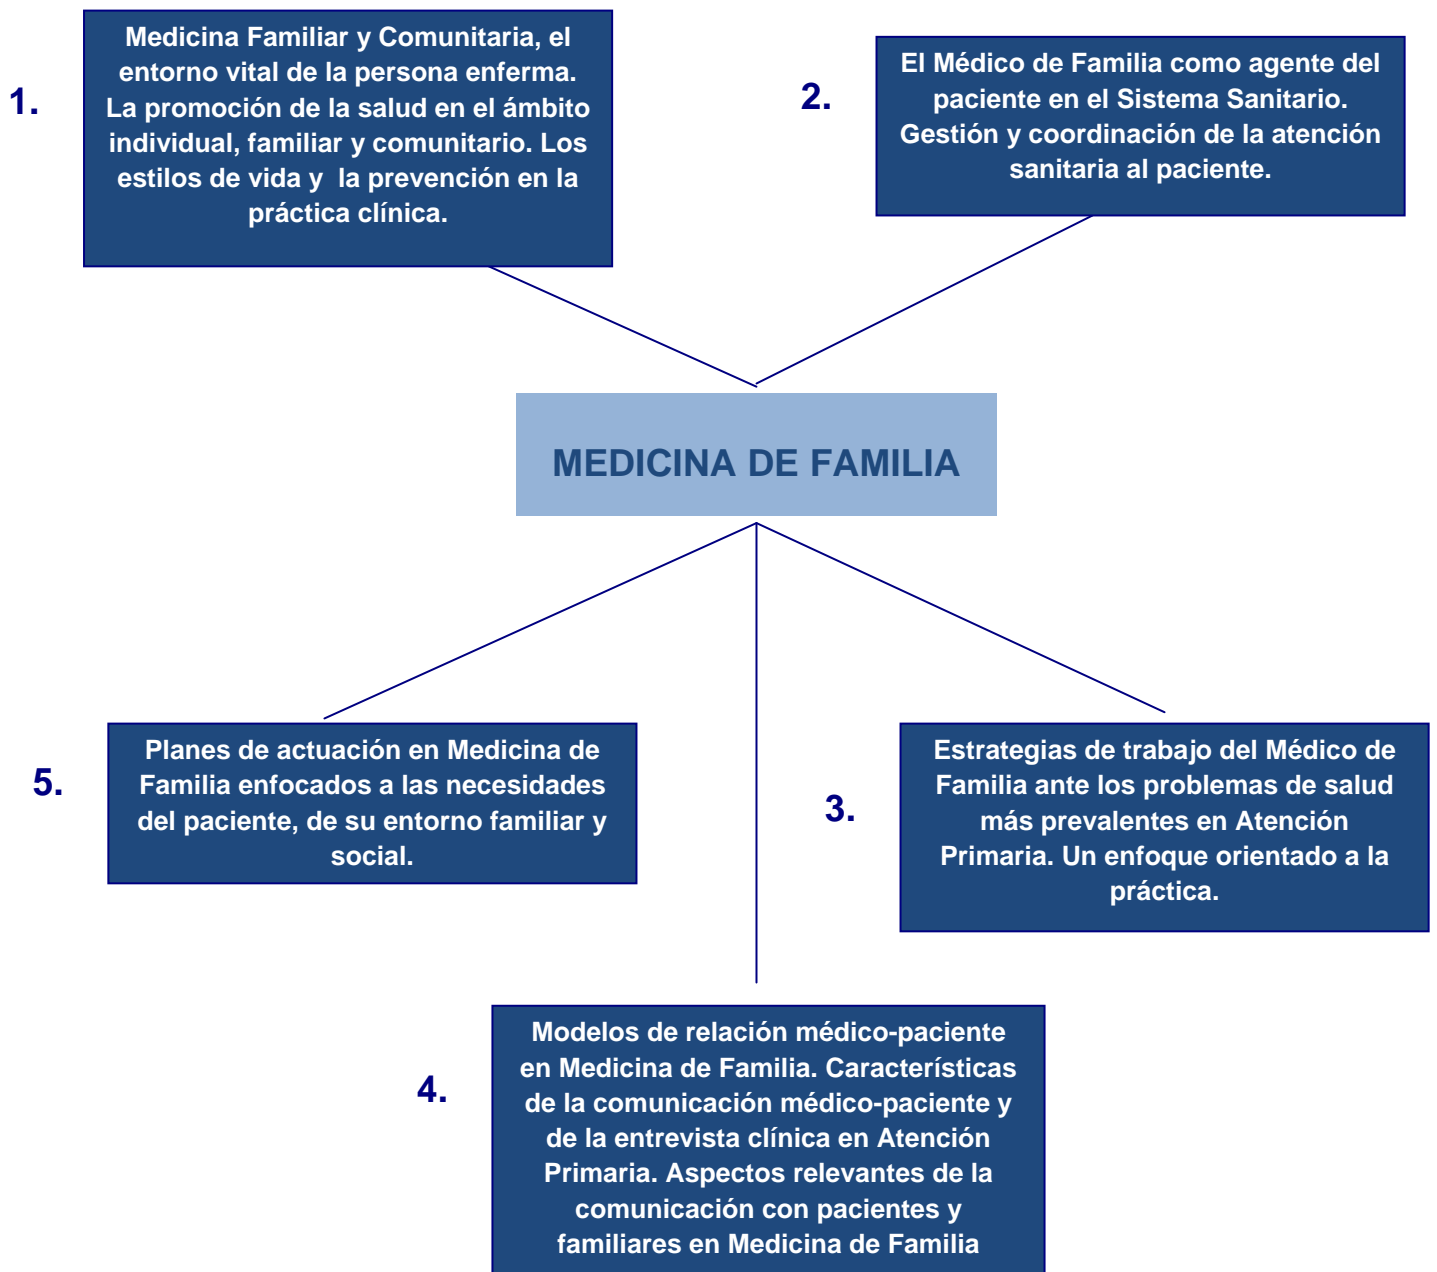 1.
Medicina Familiar y Comunitaria, el
entorno vital de la persona enferma.
La promoción de la salud en el ámbito
individual, familiar y comunitario. Los
estilos de vida y  la prevención en la
práctica clínica.
2.
El Médico de Familia como agente del
paciente en el Sistema Sanitario.
Gestión y coordinación de la atención
sanitaria al paciente.
MEDICINA DE FAMILIA
5.
Planes de actuación en Medicina de
Familia enfocados a las necesidades
del paciente, de su entorno familiar y
social.
3.
Estrategias de trabajo del Médico de
Familia ante los problemas de salud
más prevalentes en Atención
Primaria. Un enfoque orientado a la
práctica.
4.
Modelos de relación médico-paciente
en Medicina de Familia. Características
de la comunicación médico-paciente y
de la entrevista clínica en Atención
Primaria. Aspectos relevantes de la
comunicación con pacientes y
familiares en Medicina de Familia